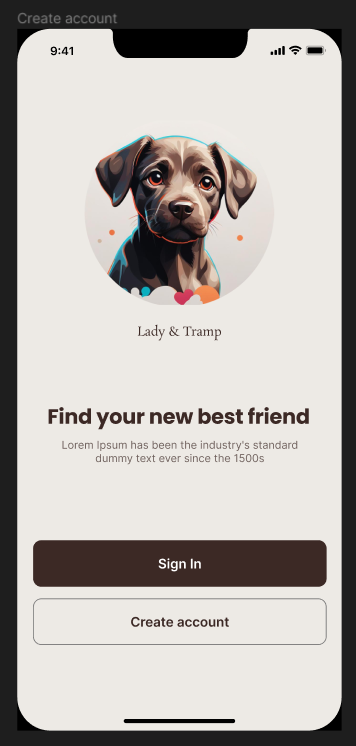 Create account
9:41
Lady & Tramp
Find your new best friend
Lorem Ipsum has been the industry's standard
dummy text ever since the 1500s
Sign In
Create account